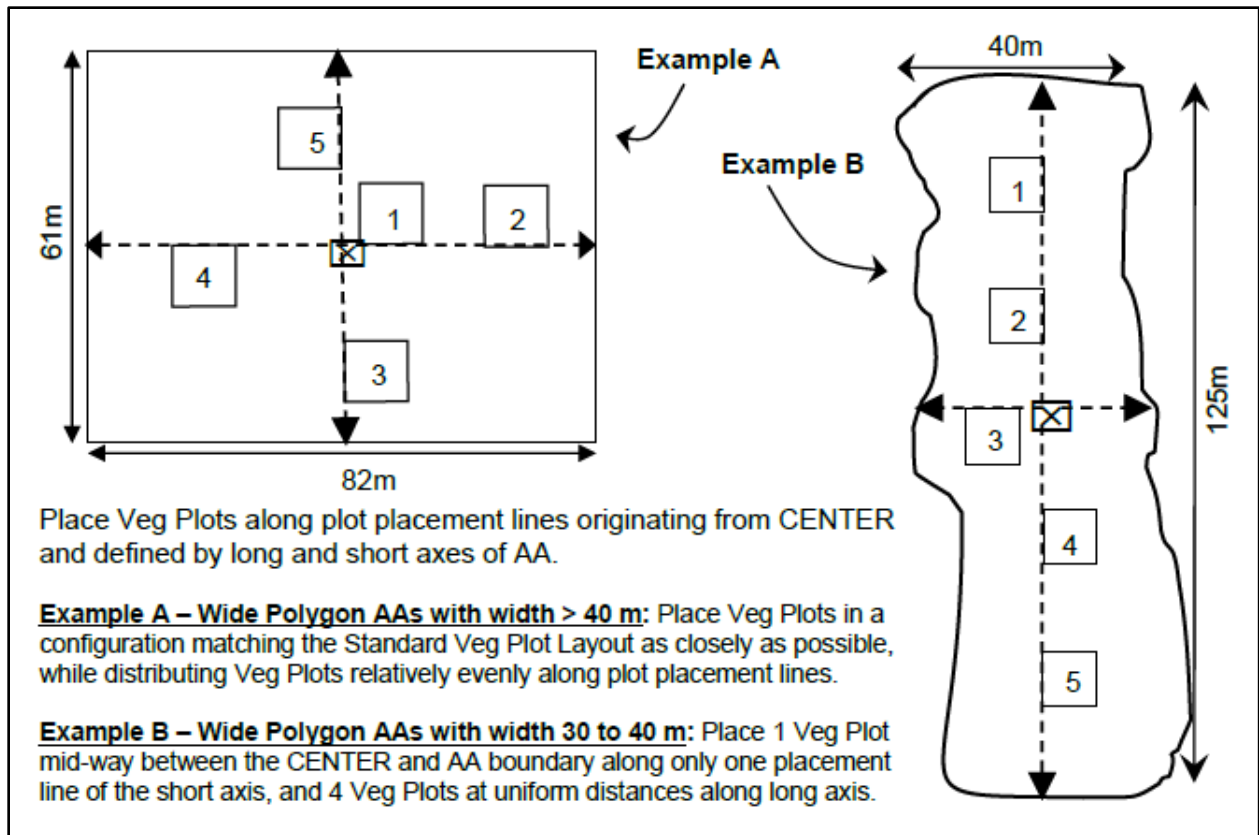 40m
Example A
5
Example B
1
1
2
61m
4
2
3
3
125m
82m
4
Place Veg Plots along plot placement lines originating from CENTER
and defined by long and short axes of AA.
5
Example A – Wide Polygon AAs with width > 40 m: Place Veg Plots in a
configuration matching the Standard Veg Plot Layout as closely as possible,
while distributing Veg Plots relatively evenly along plot placement lines.
Example B – Wide Polygon AAs with width 30 to 40 m: Place 1 Veg Plot
mid-way between the CENTER and AA boundary along only one placement
line of the short axis, and 4 Veg Plots at uniform distances along long axis.